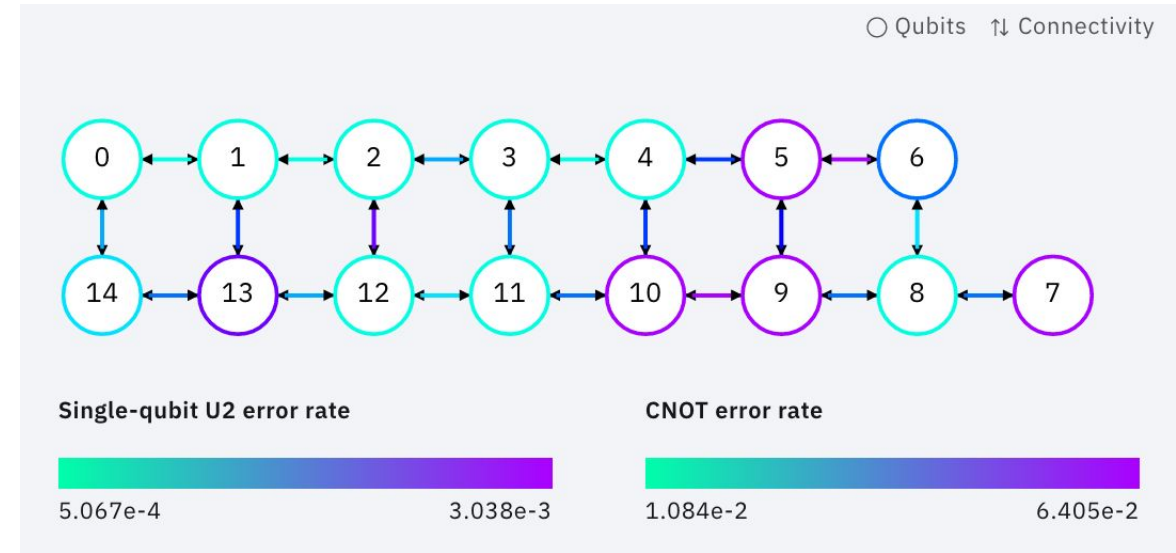 Qubits Connectivity
0 1 2 3 4 5 6
14 13 12 11 10 9 8 7
Single-qubit U2 error rate CNOT error rate
5.067e-4 3.038e-3 1.084e-2 6.405e-2